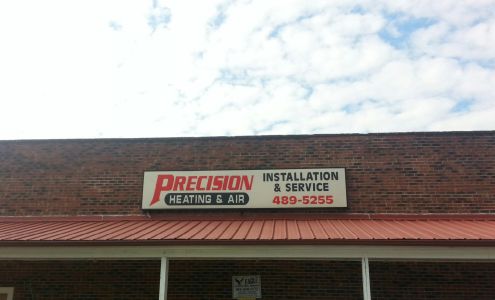 PRECISION
HEATING & AIR
INSTALLATION
& SERVICE
489-5255